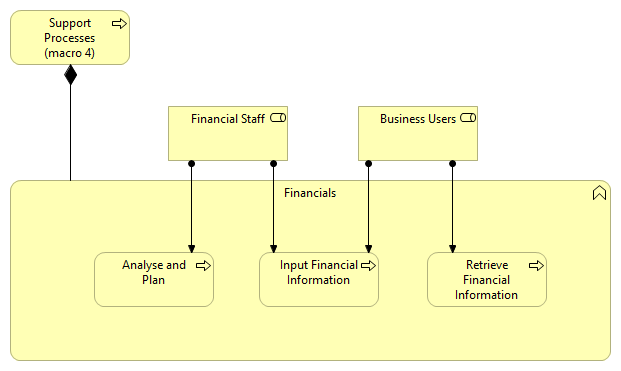 Support
Processes
(macro 4)
Financial Staff
Business Users
Financials
Analyse and
Plan
Input Financial
Information
Retrieve
Financial
Information